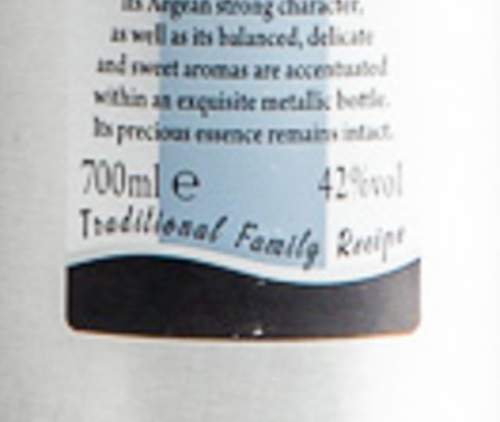 its Aegean strong character,
as well as its balanced, delicate
and sweet aromas are accentuated
within an exquisite metallic bottle.
Its precious essence remains intact.
700ml ℮ 42%vol
Traditional Family Recipe